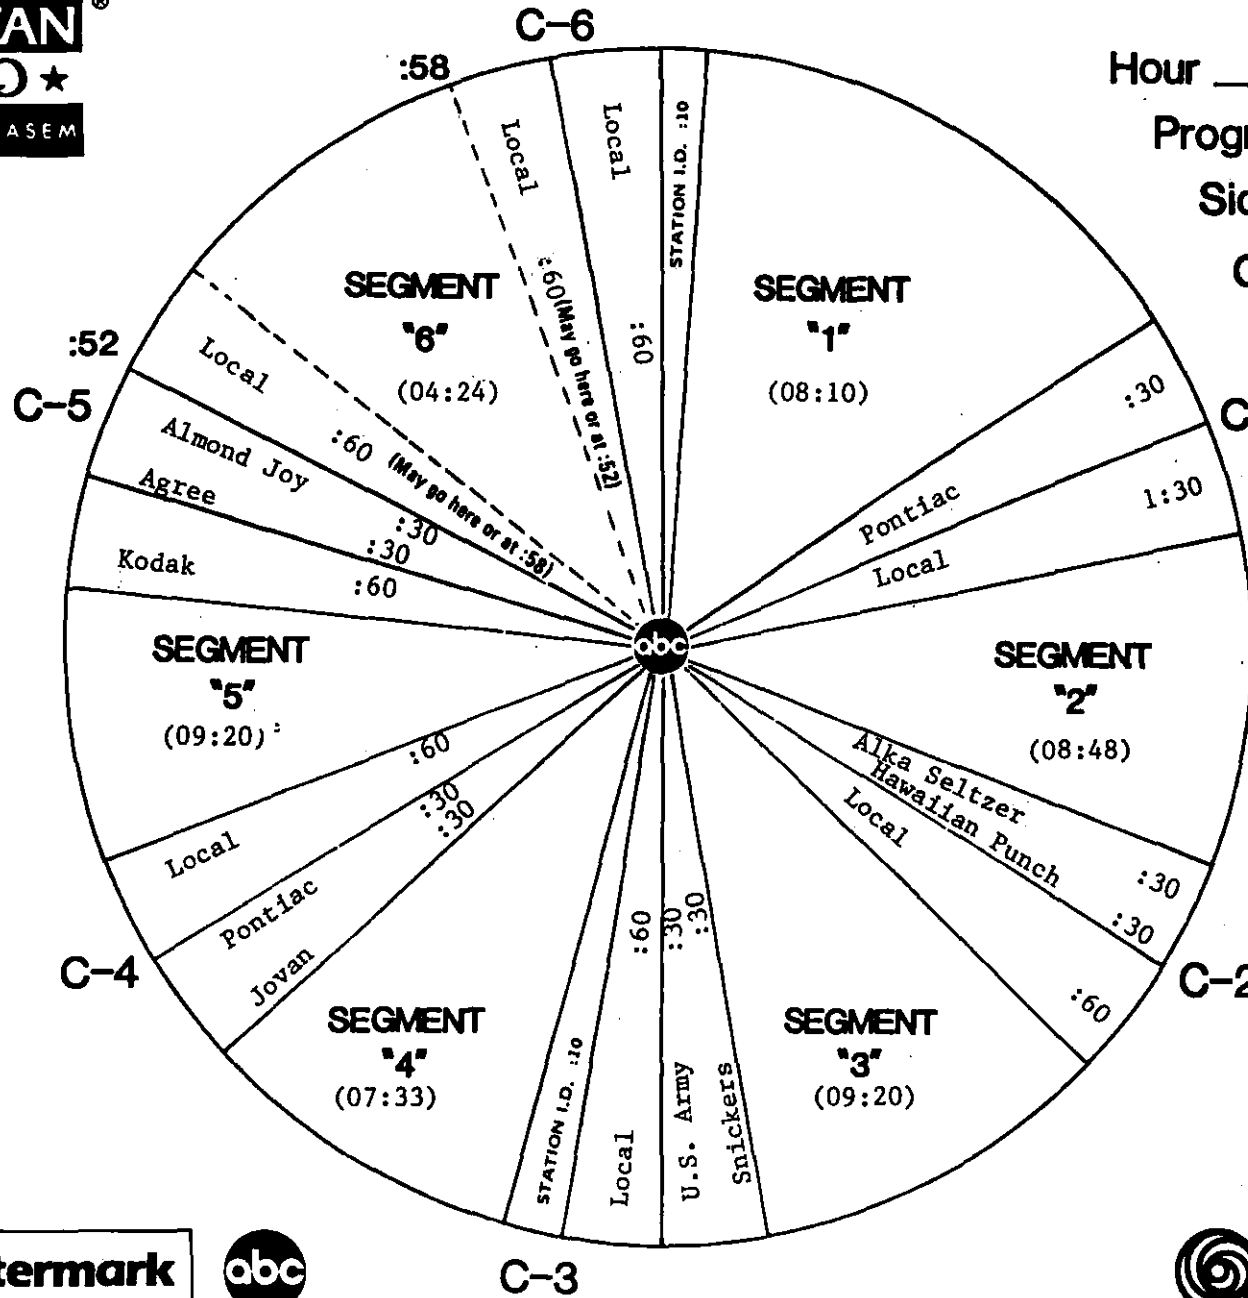 C-6
:58
Hour
ASEM
Local
:60 (May go here or at :52)
Local
:60
STATION I.D. :10
SEGMENT
"1"
(08:10)
Pontiac :30
Local 1:30
SEGMENT
"2"
(08:48)
Alka Seltzer :30
Hawaiian Punch :30
Local :60
C-2
SEGMENT
"3"
(09:20)
Snickers :30
U.S. Army :30
Local :60
STATION I.D. :10
C-3
SEGMENT
"4"
(07:33)
Jovan :30
Pontiac :30
Local :60
C-4
SEGMENT
"5"
(09:20)
Kodak :60
Agree :30
Almond Joy :30
C-5
:52
Local :60 (May go here or at :58)
SEGMENT
"6"
(04:24)
abc
termark
abc